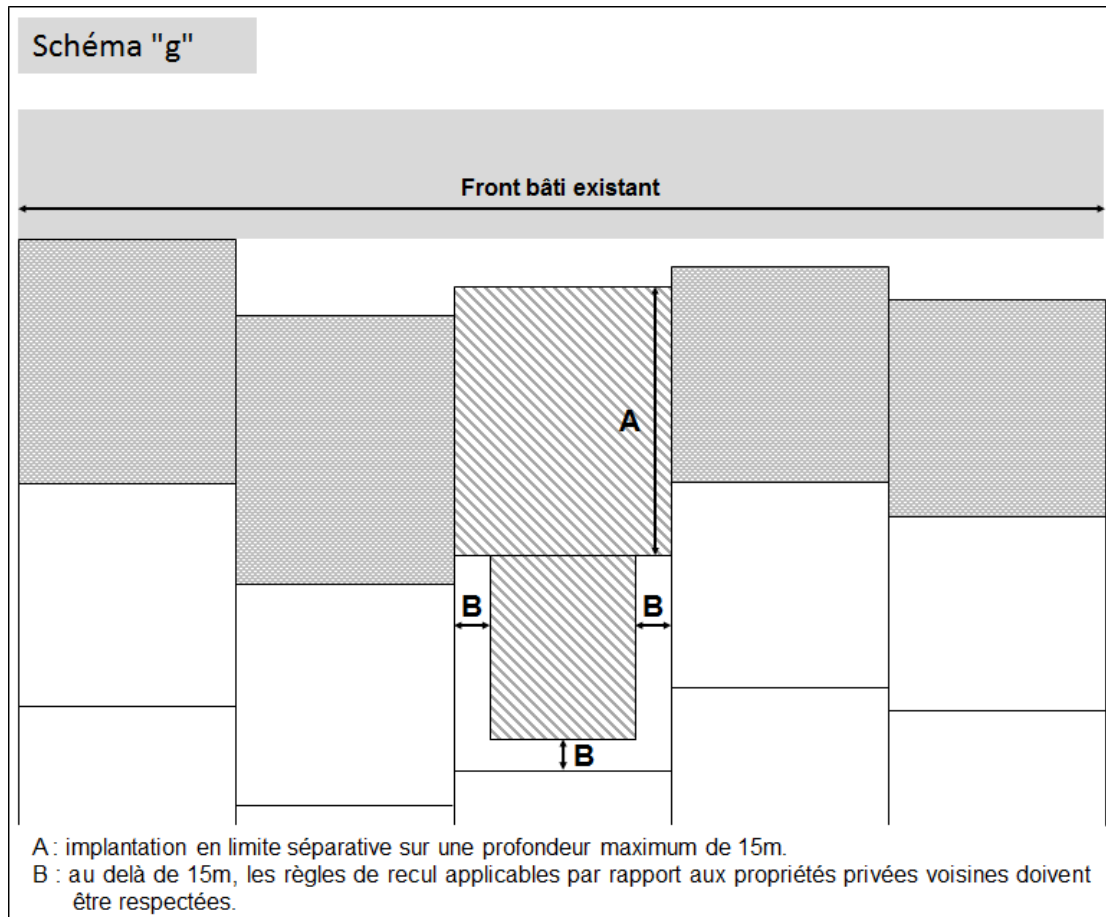 Schéma "g"
Front bâti existant
A
B
B
B
A : implantation en limite séparative sur une profondeur maximum de 15m.
B : au delà de 15m, les règles de recul applicables par rapport aux propriétés privées voisines doivent
être respectées.